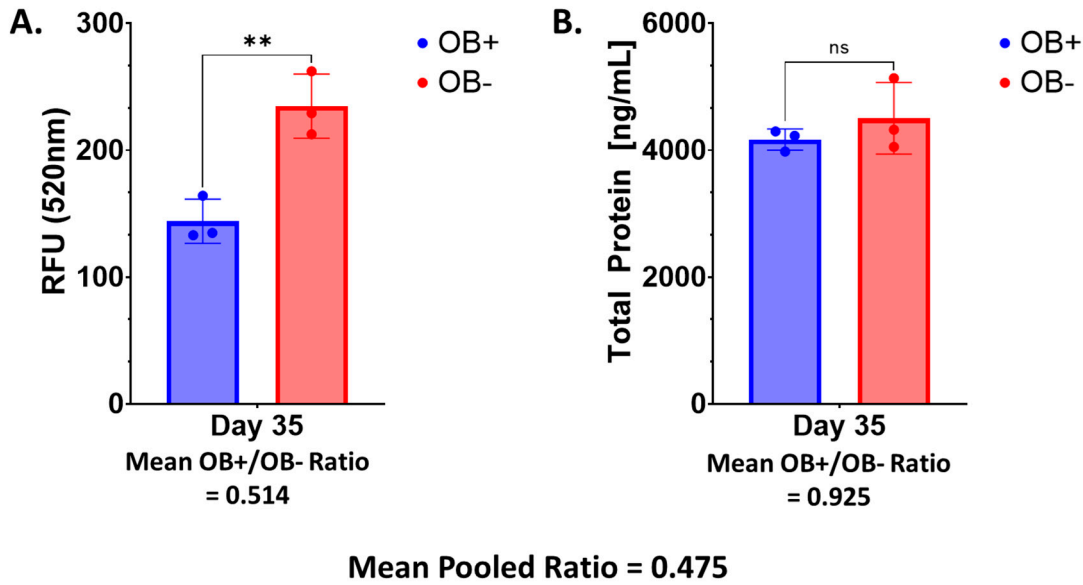 A.
300
200
100
0
RFU (520nm)
**
OB+
OB-
Day 35
Mean OB+/OB- Ratio
= 0.514
B.
6000
4000
2000
0
Total Protein [ng/mL]
ns
OB+
OB-
Day 35
Mean OB+/OB- Ratio
= 0.925
Mean Pooled Ratio = 0.475